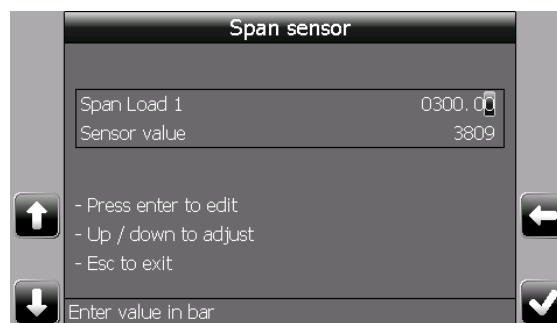 Span sensor
Span Load 1 0300.00
Sensor value 3809
- Press enter to edit
- Up / down to adjust
- Esc to exit
Enter value in bar